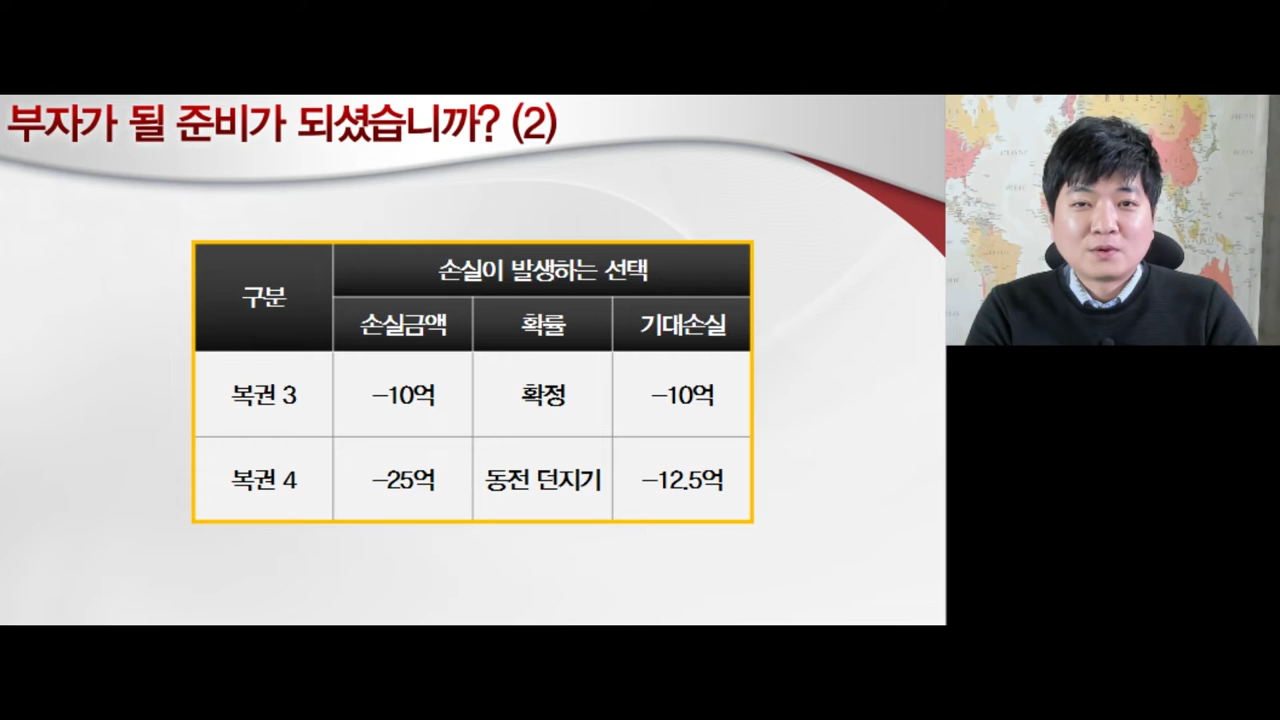 부자가 될 준비가 되셨습니까? (2)
구분
손실이 발생하는 선택
손실금액 확률 기대손실
복권 3 –10억 확정 –10억
복권 4 –25억 동전 던지기 –12.5억